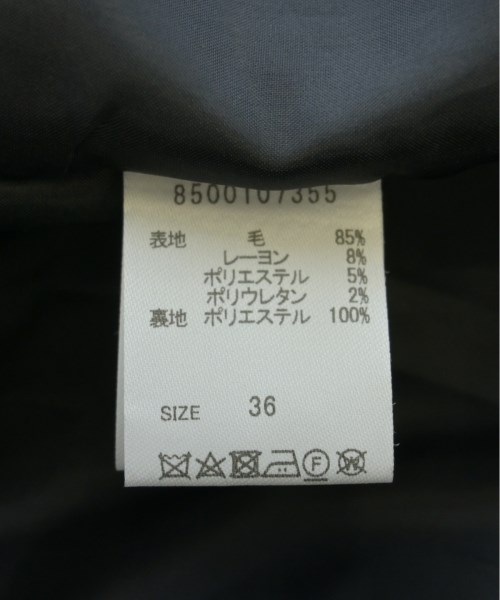 8500107355
表地 毛 85%
レーヨン 8%
ポリエステル 5%
ポリウレタン 2%
裏地 ポリエステル 100%
SIZE 36
F W